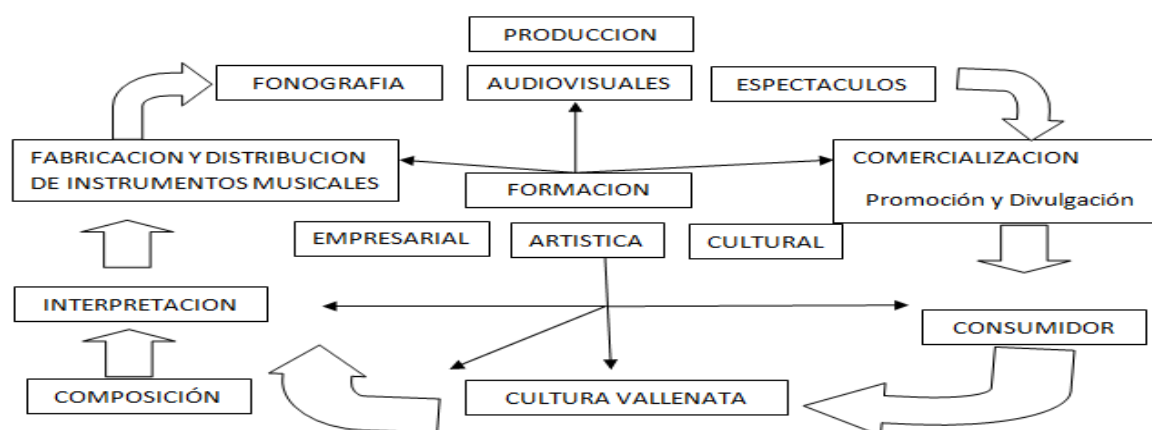 PRODUCCION
FONOGRAFIA
AUDIOVISUALES
ESPECTACULOS
FABRICACION Y DISTRIBUCION
DE INSTRUMENTOS MUSICALES
COMERCIALIZACION
Promoción y Divulgación
FORMACION
EMPRESARIAL
ARTISTICA
CULTURAL
INTERPRETACION
CONSUMIDOR
COMPOSICIÓN
CULTURA VALLENATA